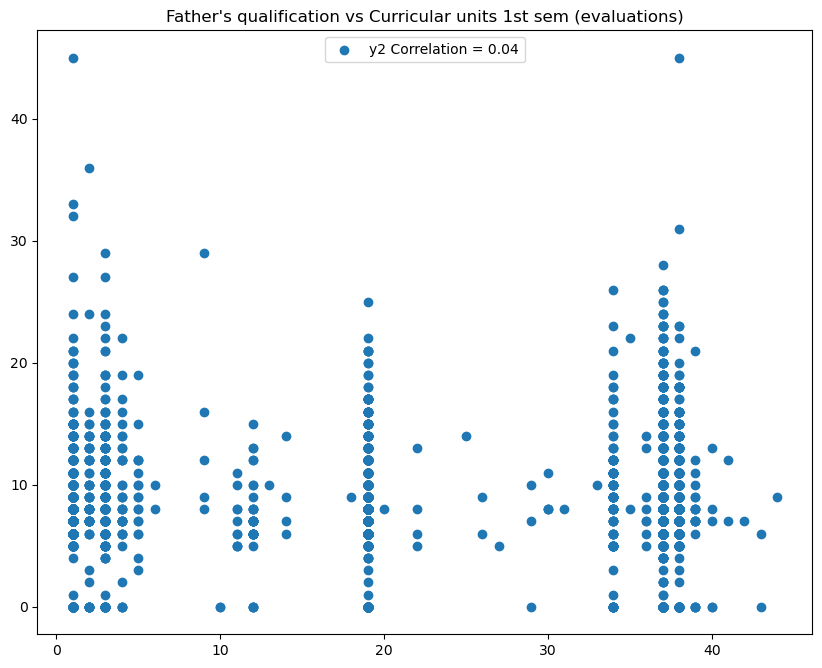 Father's qualification vs Curricular units 1st sem (evaluations)
y2 Correlation = 0.04
40
30
20
10
0
0 10 20 30 40